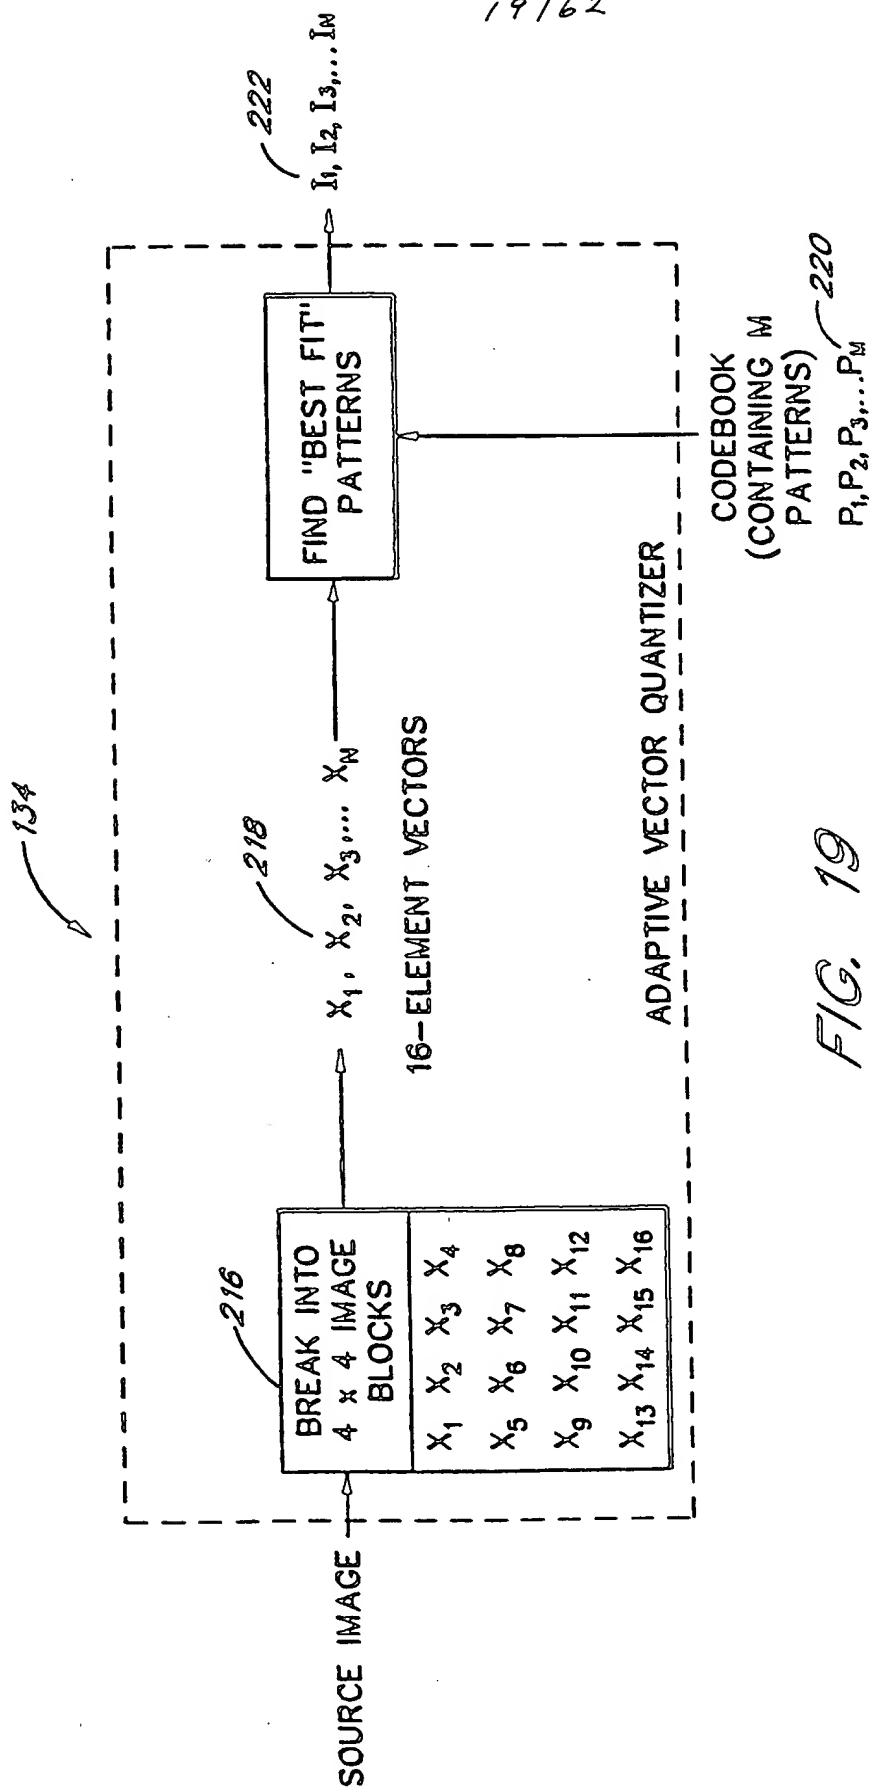 19/62
134
SOURCE IMAGE
216
BREAK INTO
4 x 4 IMAGE
BLOCKS
X1 X2 X3 X4
X5 X6 X7 X8
X9 X10 X11 X12
X13 X14 X15 X16
218
X1, X2, X3,... XN
16-ELEMENT VECTORS
FIND "BEST FIT"
PATTERNS
222
I1, I2, I3,... IN
ADAPTIVE VECTOR QUANTIZER
CODEBOOK
(CONTAINING M
PATTERNS)
P1, P2, P3,... PM
220
FIG. 19